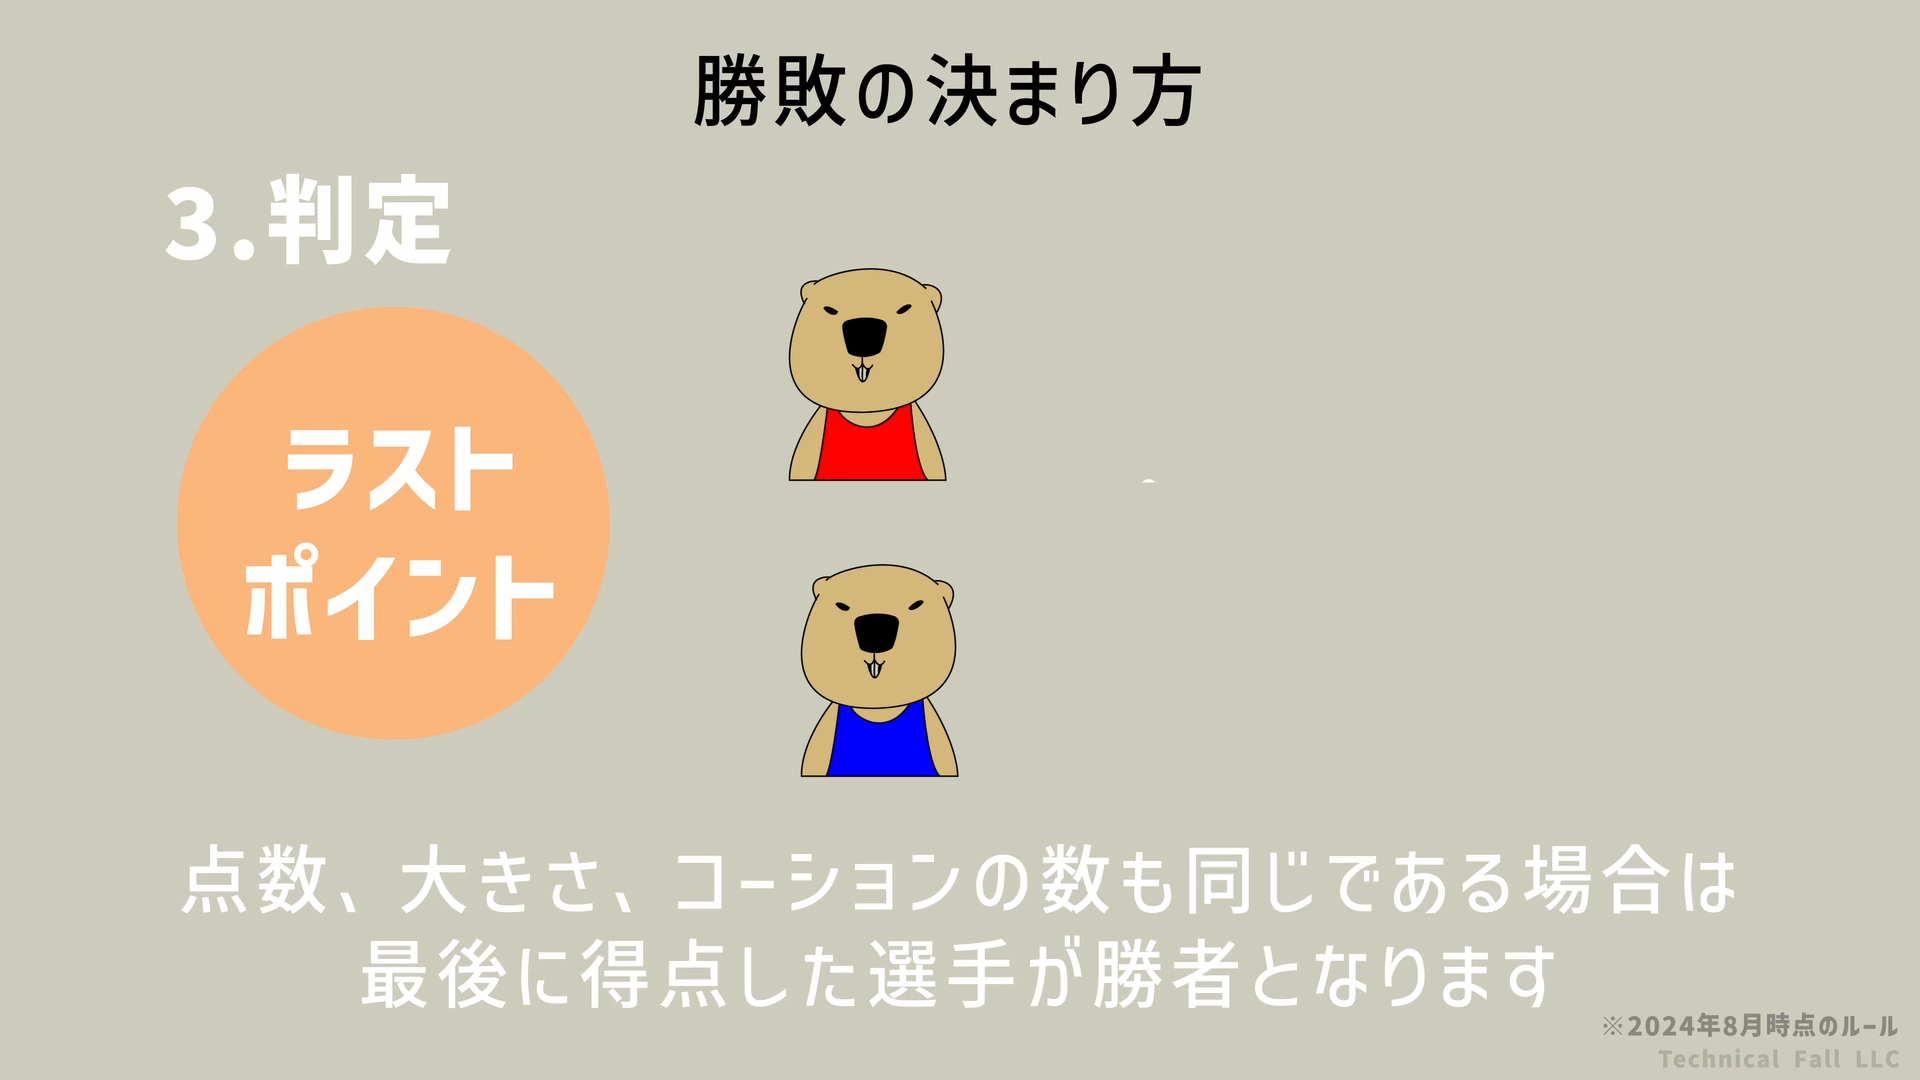 勝敗の決まり方
3.判定
ラスト
ポイント
点数、大きさ、コーションの数も同じである場合は
最後に得点した選手が勝者となります
※2024年8月時点のルール
Technical Fall LLC